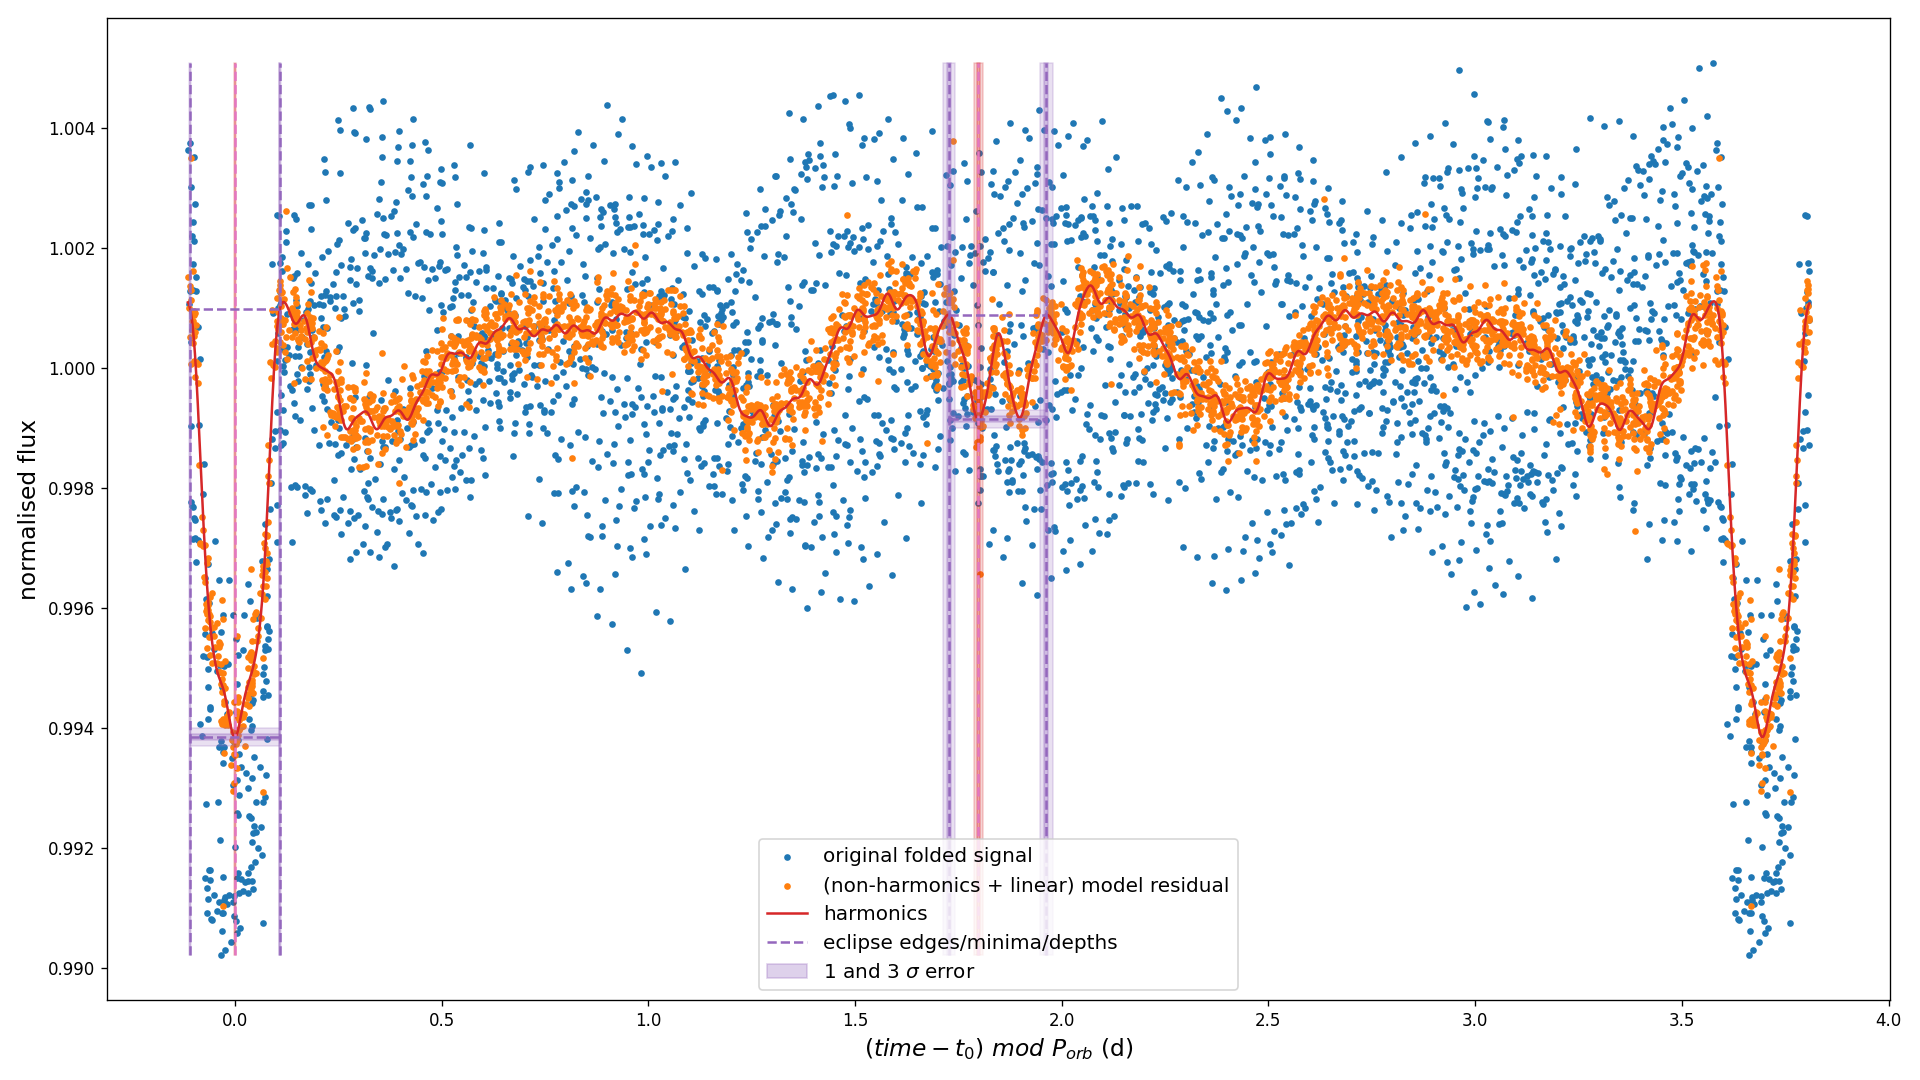 normalised flux
1.004
1.002
1.000
0.998
0.996
0.994
0.992
0.990
original folded signal
(non-harmonics + linear) model residual
harmonics
eclipse edges/minima/depths
1 and 3 σ error
0.0 0.5 1.0 1.5 2.0 2.5 3.0 3.5 4.0
(time − t₀) mod Pₒᵣb (d)